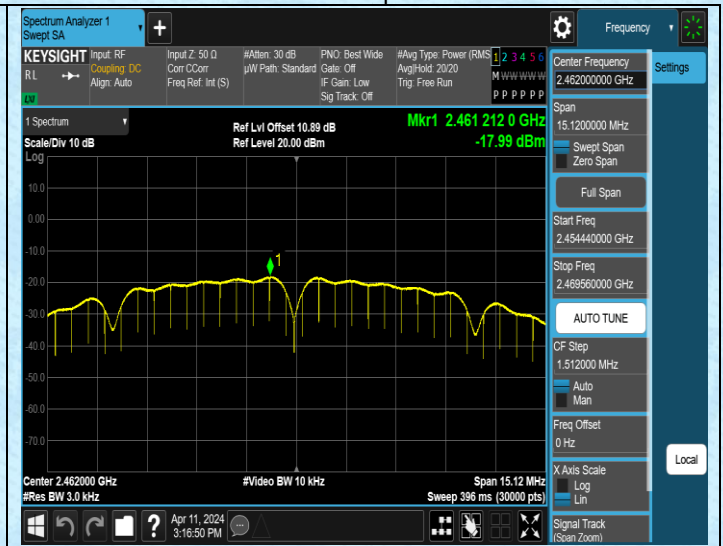 Spectrum Analyzer 1
Swept SA
+
Frequency
KEYSIGHT
RL
Input: RF
Coupling: DC
Align: Auto
Input Z: 50 Ω
Corr CCorr
Freq Ref: Int (S)
#Atten: 30 dB
µW Path: Standard
PNO: Best Wide
Gate: Off
IF Gain: Low
Sig Track: Off
#Avg Type: Power (RMS
Avg|Hold: 20/20
Trig: Free Run
1 2 3 4 5 6
M W W W W W
P P P P P P
1 Spectrum
Scale/Div 10 dB
Log
Ref Lvl Offset 10.89 dB
Ref Level 20.00 dBm
Mkr1 2.461 212 0 GHz
-17.99 dBm
10.0
0.00
-10.0
-20.0
-30.0
-40.0
-50.0
-60.0
-70.0
1
Center 2.462000 GHz
#Res BW 3.0 kHz
#Video BW 10 kHz
Span 15.12 MHz
Sweep 396 ms (30000 pts)
?
Apr 11, 2024
3:16:50 PM
Center Frequency
2.462000000 GHz
Span
15.1200000 MHz
Swept Span
Zero Span
Full Span
Start Freq
2.454440000 GHz
Stop Freq
2.469560000 GHz
AUTO TUNE
CF Step
1.512000 MHz
Auto
Man
Freq Offset
0 Hz
X Axis Scale
Log
Lin
Signal Track
(Span Zoom)
Settings
Local